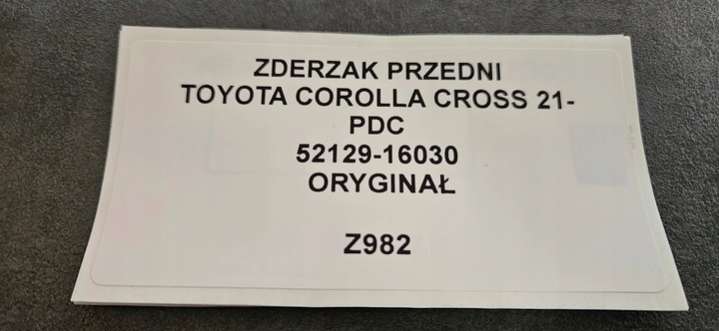 ZDERZAK PRZEDNI
TOYOTA COROLLA CROSS 21-
PDC
52129-16030
ORYGINAŁ
Z982